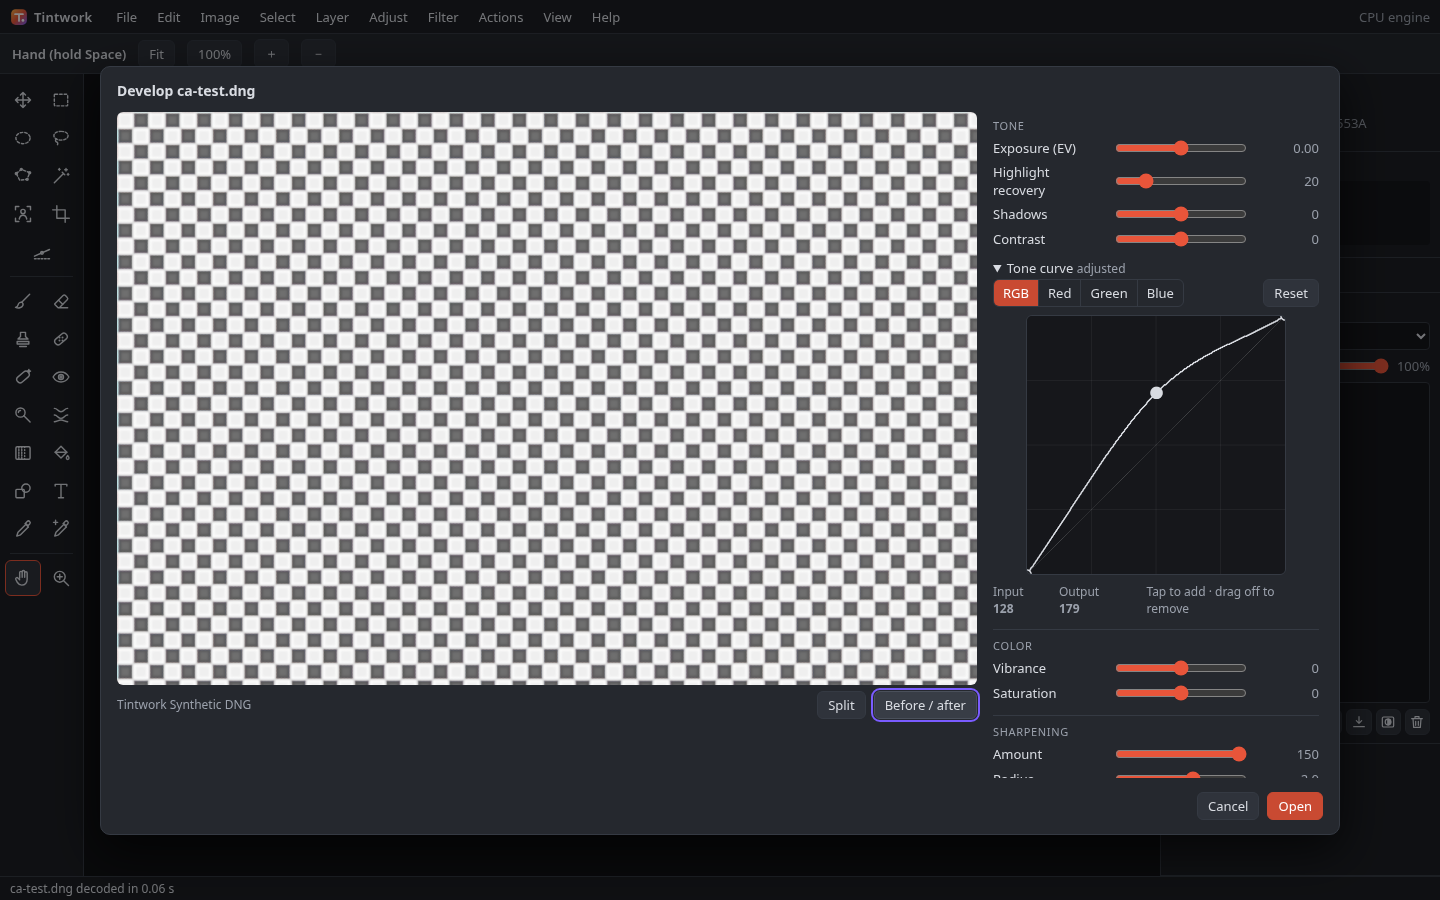 Tintwork File Edit Image Select Layer Adjust Filter Actions View Help CPU engine
Hand (hold Space) Fit 100% + −
Develop ca-test.dng
TONE
Exposure (EV) 0.00
Highlight
recovery 20
Shadows 0
Contrast 0
Tone curve adjusted
RGB Red Green Blue Reset
Input Output Tap to add · drag off to
128 179 remove
100%
COLOR
Vibrance 0
Saturation 0
Tintwork Synthetic DNG Split Before / after
SHARPENING
Amount 150
Cancel Open
ca-test.dng decoded in 0.06 s